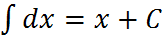 ∫ dx = x + C